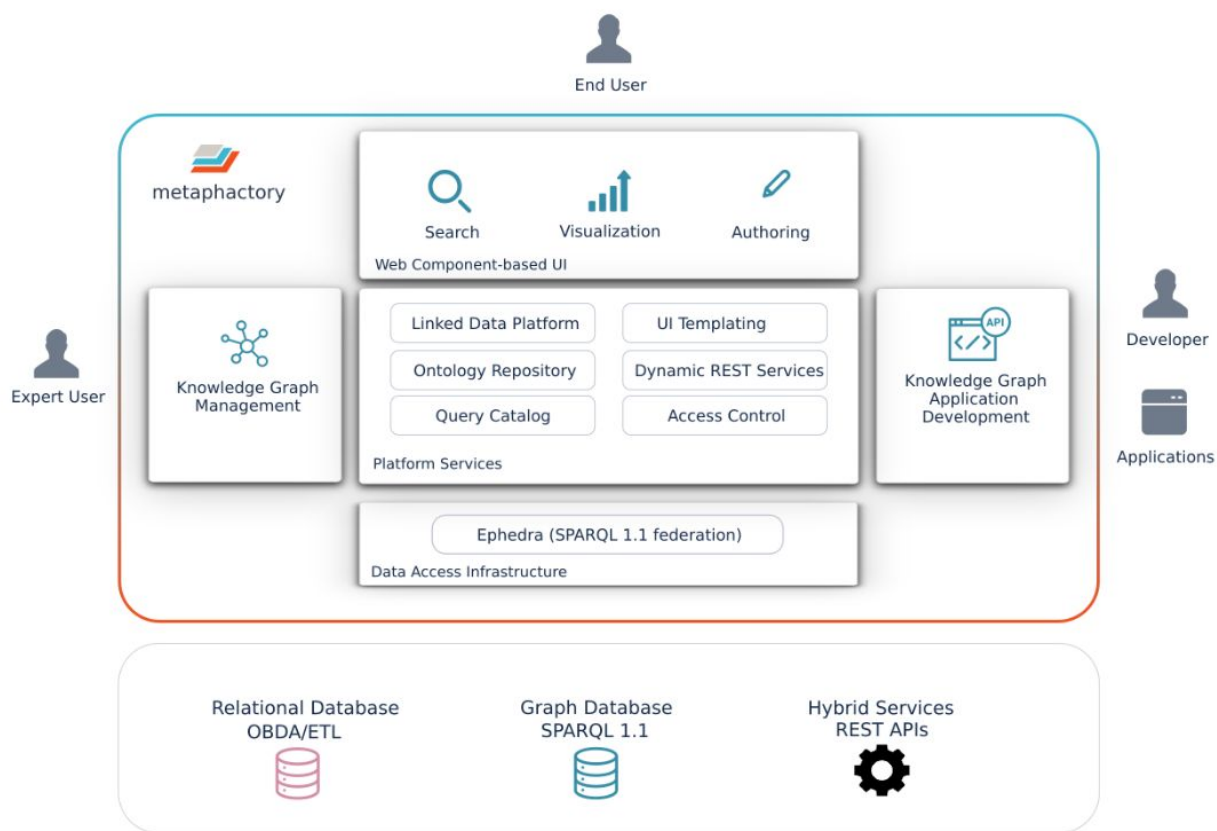 End User
metaphactory
Search
Visualization
Authoring
Web Component-based UI
Expert User
Knowledge Graph
Management
Linked Data Platform
UI Templating
Ontology Repository
Dynamic REST Services
Query Catalog
Access Control
Platform Services
API
Knowledge Graph
Application
Development
Developer
Applications
Ephedra (SPARQL 1.1 federation)
Data Access Infrastructure
Relational Database
OBDA/ETL
Graph Database
SPARQL 1.1
Hybrid Services
REST APIs